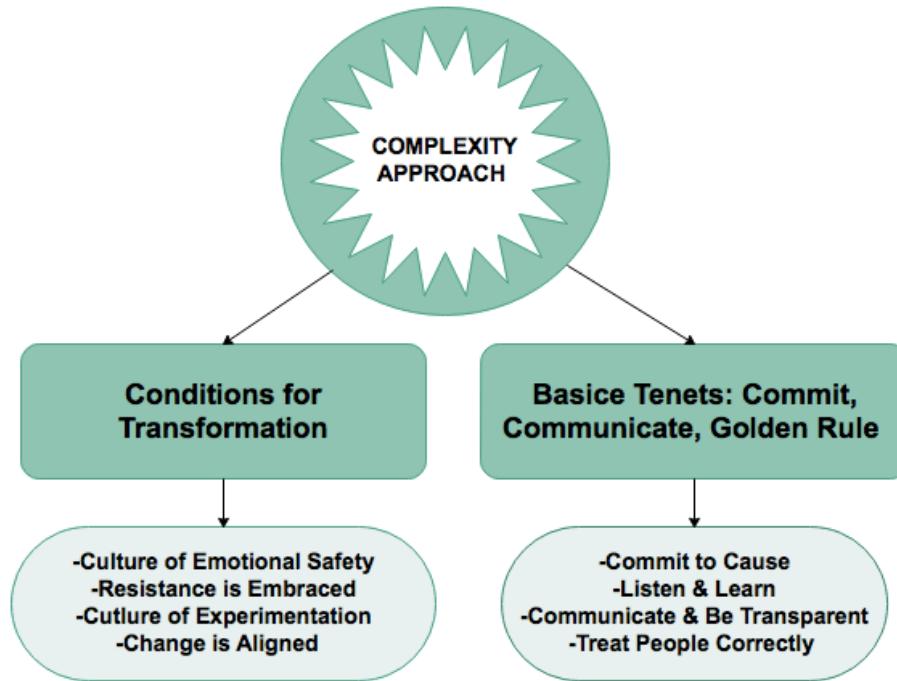 COMPLEXITY
APPROACH
Conditions for
Transformation
Basice Tenets: Commit,
Communicate, Golden Rule
-Culture of Emotional Safety
-Resistance is Embraced
-Cutlure of Experimentation
-Change is Aligned
-Commit to Cause
-Listen & Learn
-Communicate & Be Transparent
-Treat People Correctly